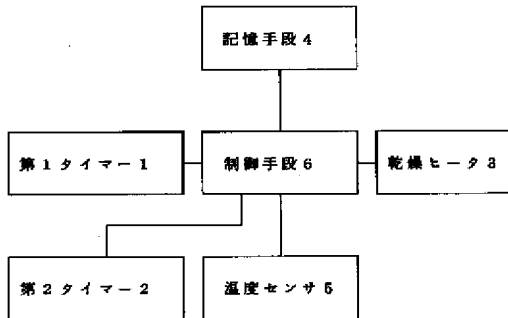 記憶手段4
第1タイマー1
制御手段6
乾燥ヒータ3
第2タイマー2
温度センサ5